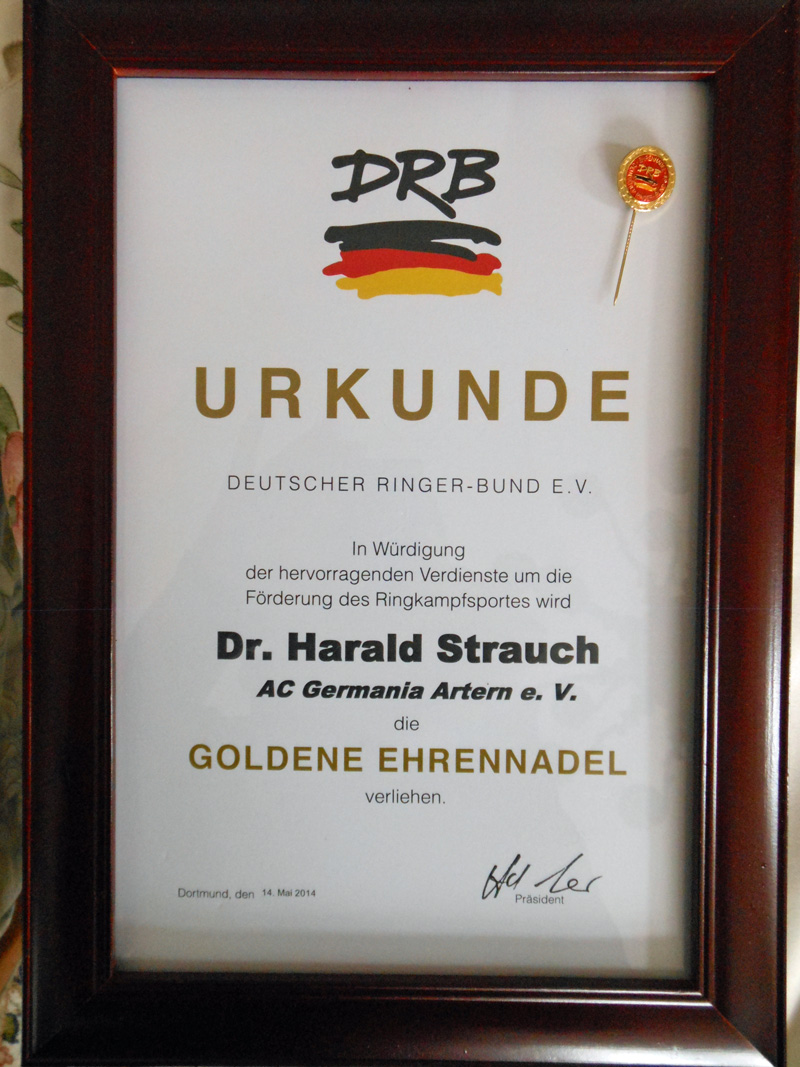 DRB
DRB
URKUNDE
DEUTSCHER RINGER-BUND E.V.
In Würdigung
der hervorragenden Verdienste um die
Förderung des Ringkampfsportes wird
Dr. Harald Strauch
AC Germania Artern e. V.
die
GOLDENE EHRENNADEL
verliehen.
Dortmund, den 14. Mai 2014
Präsident